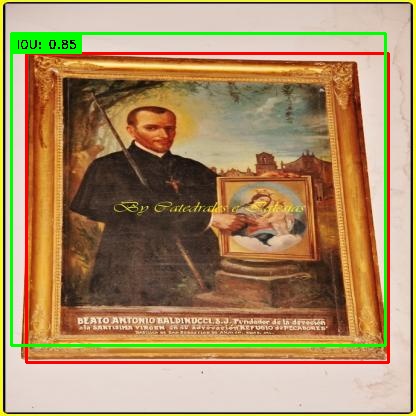 IOU: 0.85
By Catedrales e Iglesias
BEATO ANTONIO BALDINUCCI, S.J. Fundador de la devoción
a la SANTISIMA VIRGEN en su advocación "REFUGIO de PECADORES"